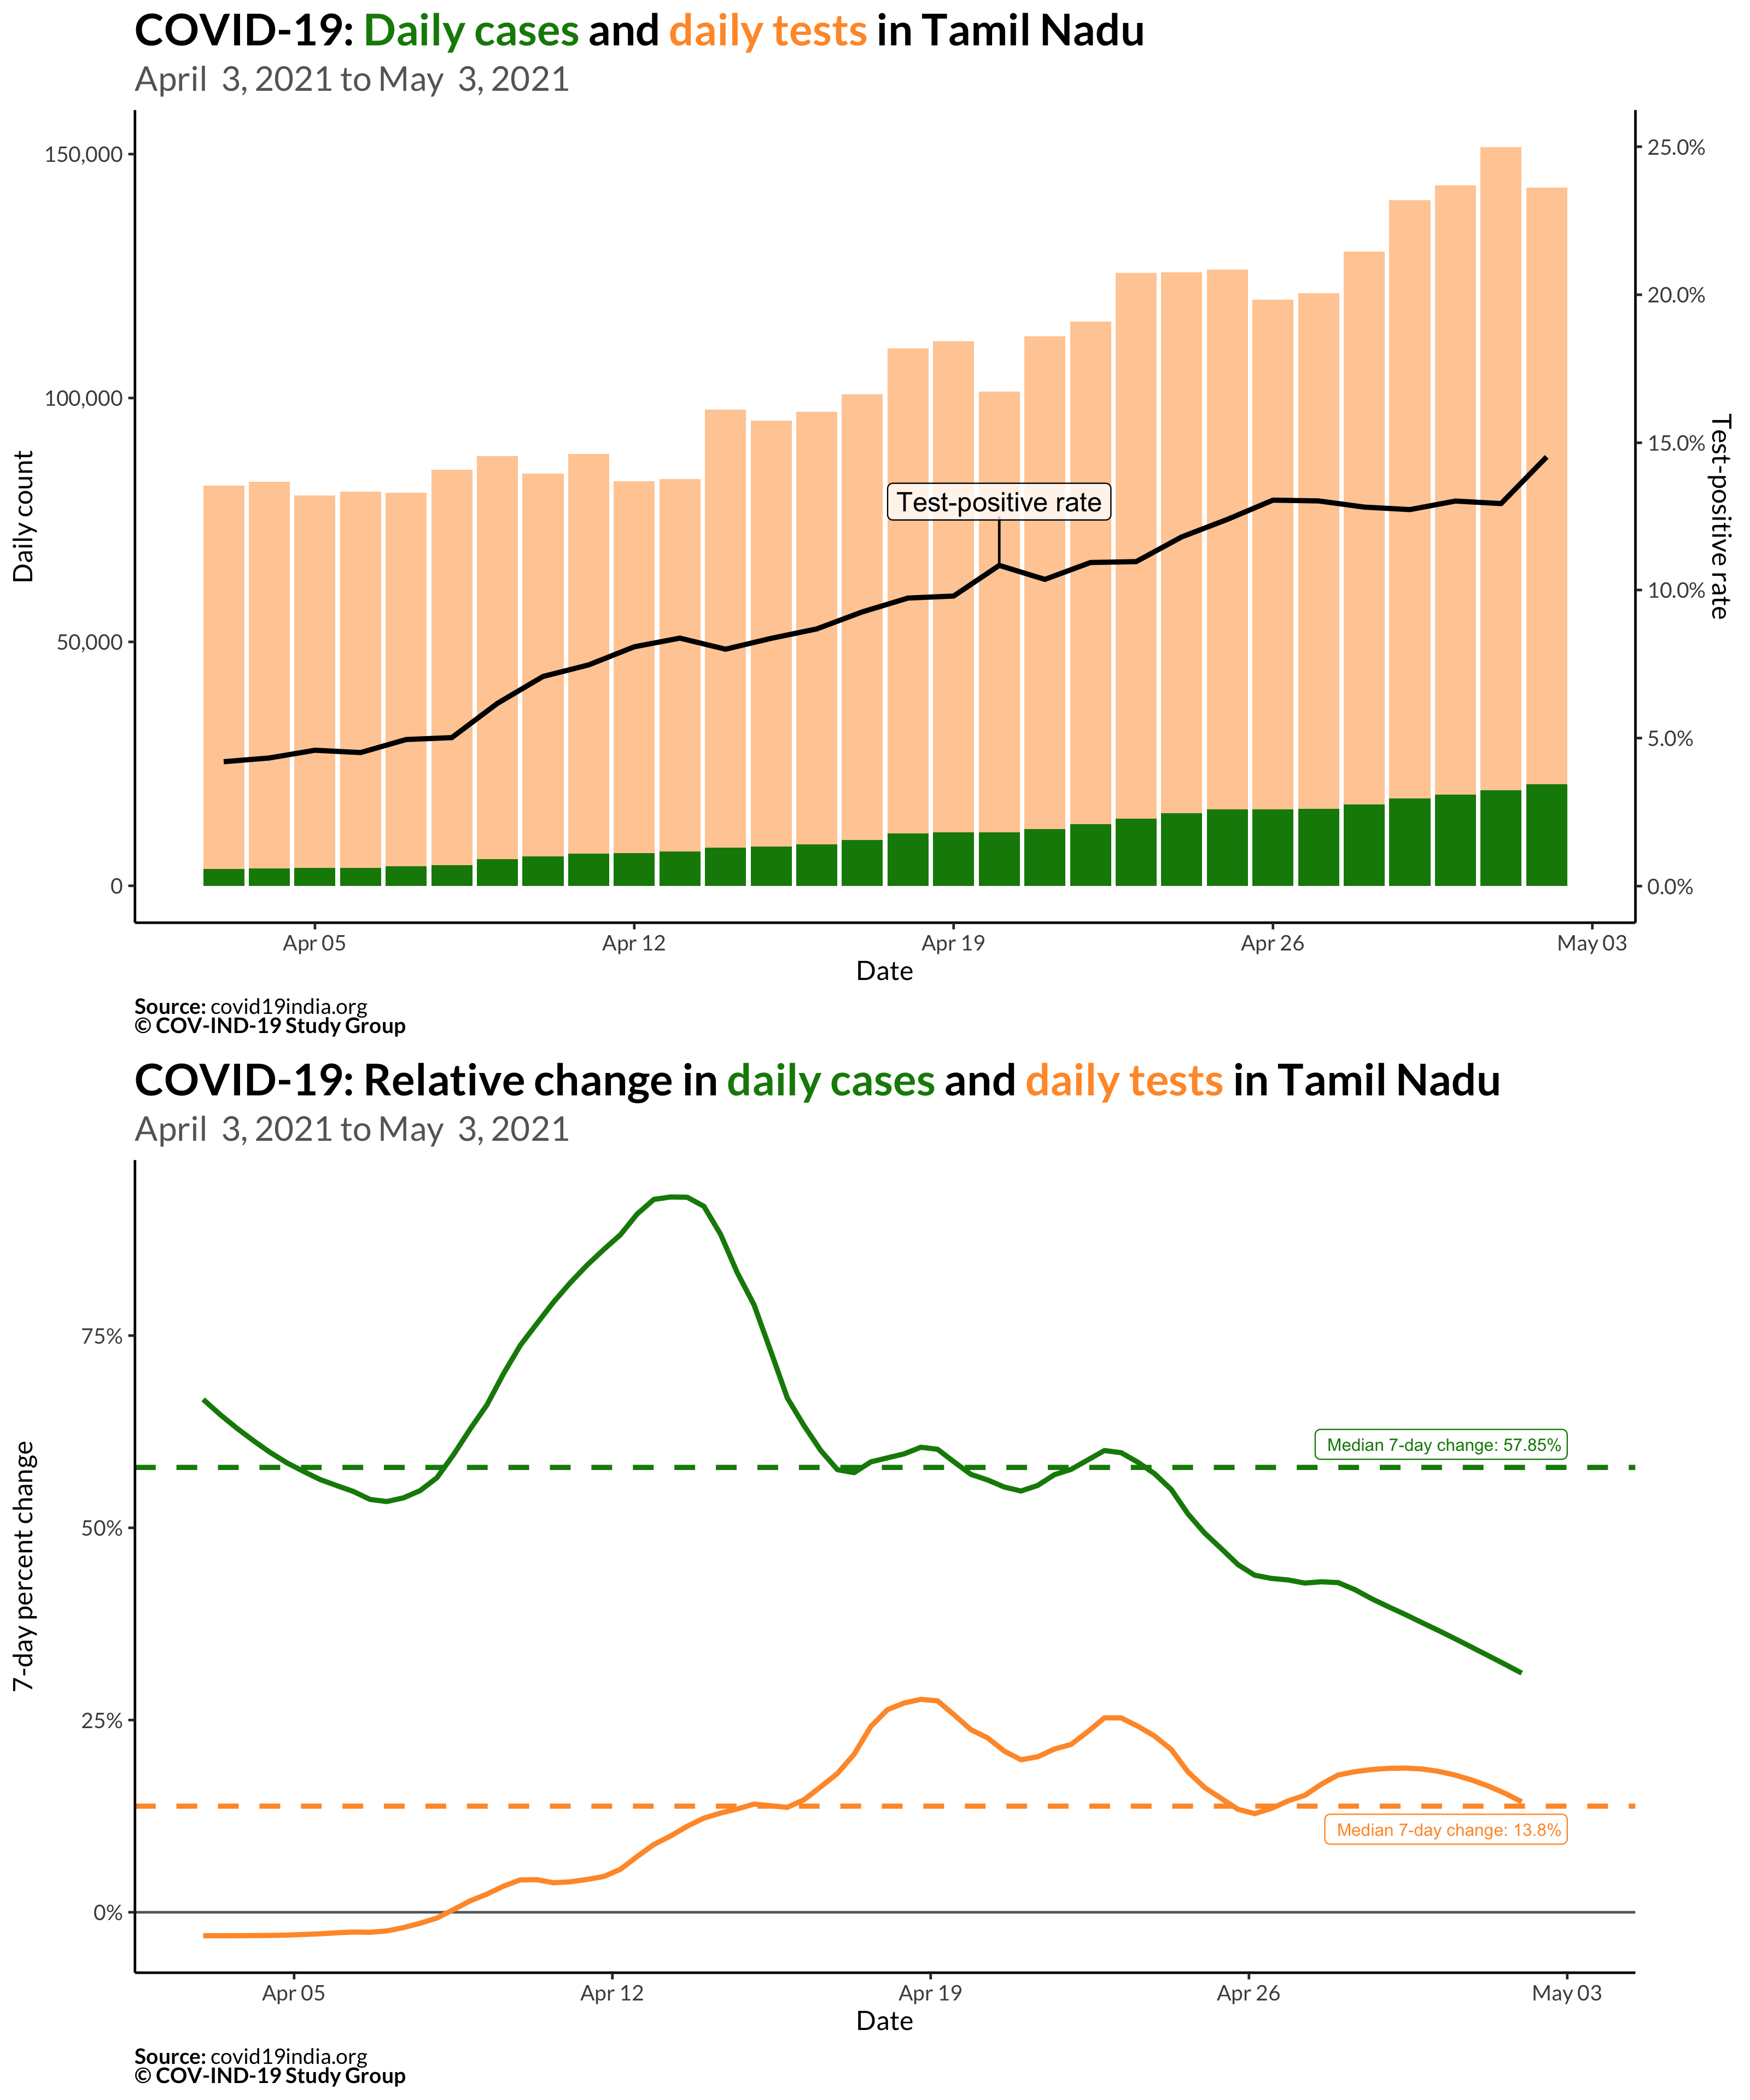 COVID-19: Daily cases and daily tests in Tamil Nadu
April 3, 2021 to May 3, 2021
150,000
100,000
50,000
0
Daily count
25.0%
20.0%
15.0%
10.0%
5.0%
0.0%
Test-positive rate
Test-positive rate
Apr 05
Apr 12
Apr 19
Apr 26
May 03
Date
Source: covid19india.org
© COV-IND-19 Study Group
COVID-19: Relative change in daily cases and daily tests in Tamil Nadu
April 3, 2021 to May 3, 2021
75%
50%
25%
0%
7-day percent change
Median 7-day change: 57.85%
Median 7-day change: 13.8%
Apr 05
Apr 12
Apr 19
Apr 26
May 03
Date
Source: covid19india.org
© COV-IND-19 Study Group